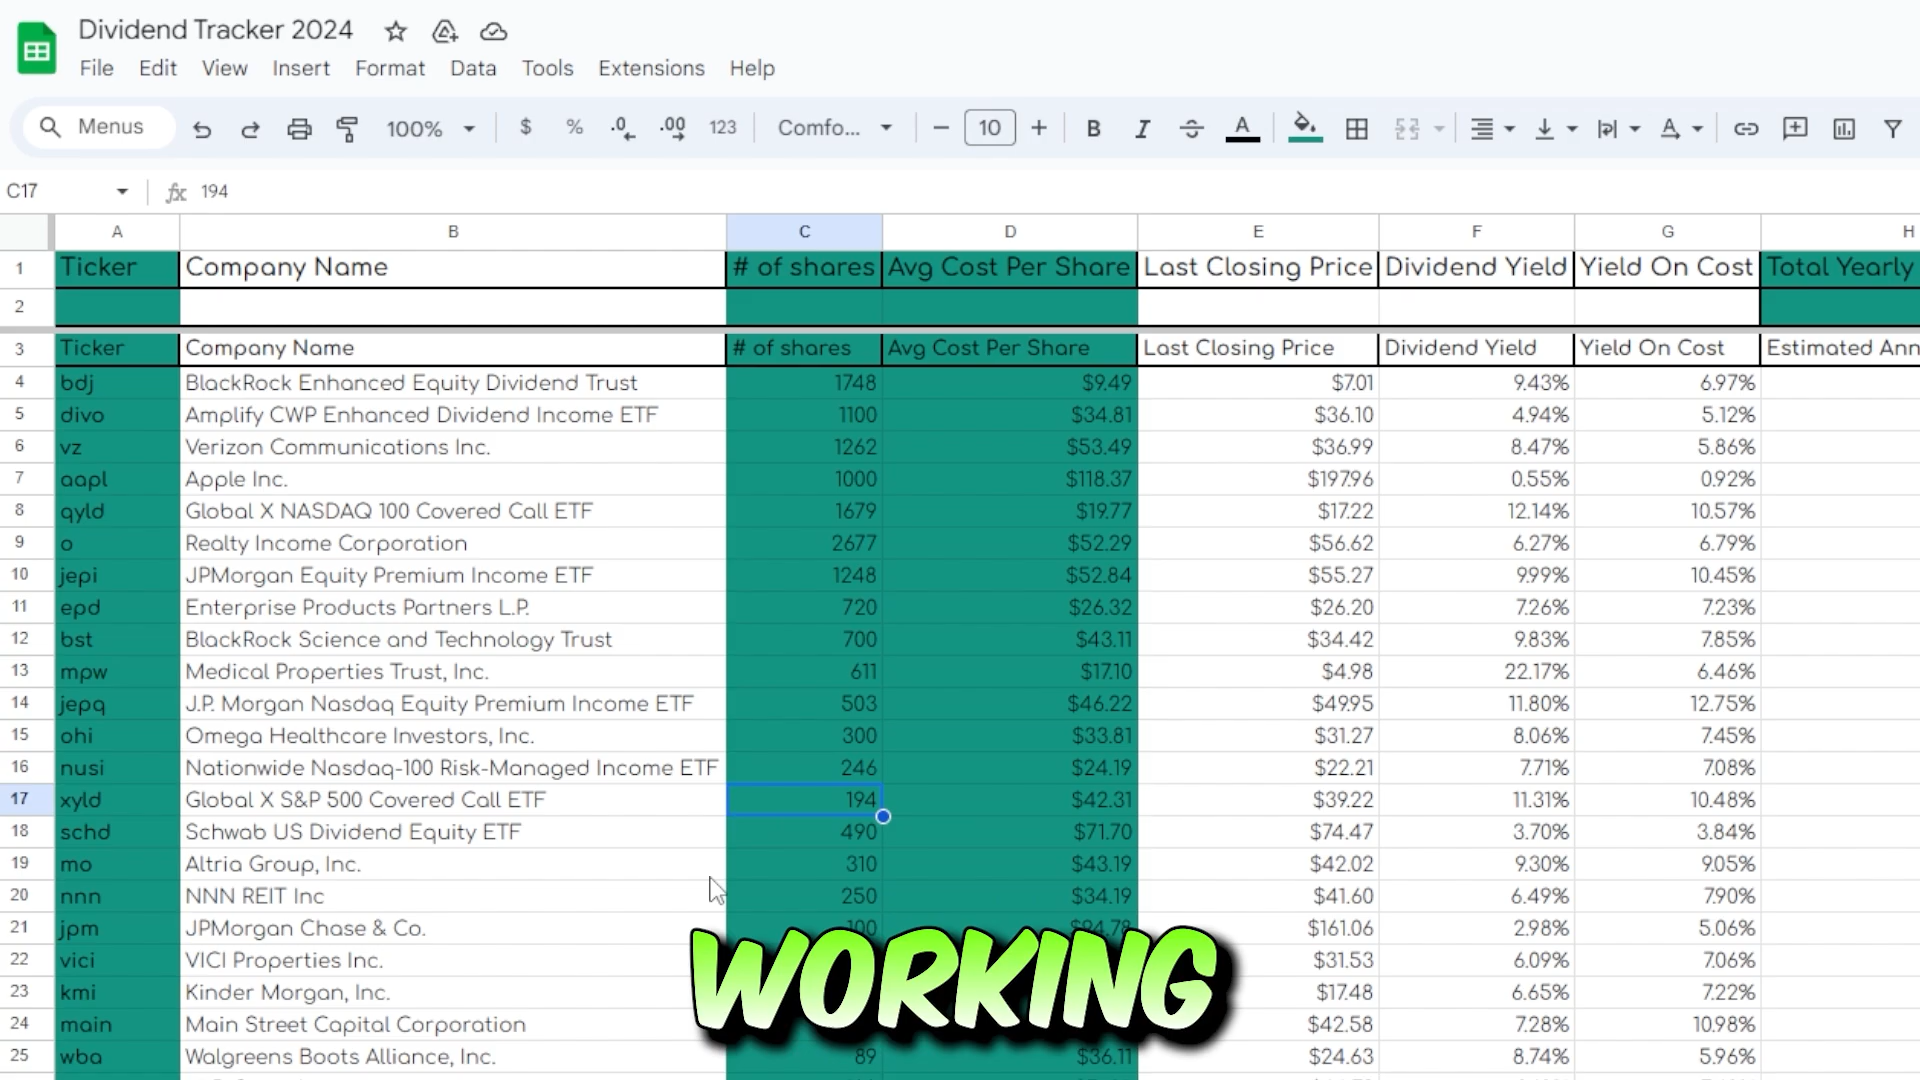 Dividend Tracker 2024
File Edit View Insert Format Data Tools Extensions Help
Menus 100% $ % .0 .00 123 Comfo... 10 B I A
C17 fx 194
A B C D E F G H
1 Ticker Company Name # of shares Avg Cost Per Share Last Closing Price Dividend Yield Yield On Cost Total Yearly
2
3 Ticker Company Name # of shares Avg Cost Per Share Last Closing Price Dividend Yield Yield On Cost Estimated Ann
4 bdj BlackRock Enhanced Equity Dividend Trust 1748 $9.49 $7.01 9.43% 6.97%
5 divo Amplify CWP Enhanced Dividend Income ETF 1100 $34.81 $36.10 4.94% 5.12%
6 vz Verizon Communications Inc. 1262 $53.49 $36.99 8.47% 5.86%
7 aapl Apple Inc. 1000 $118.37 $197.96 0.55% 0.92%
8 qyld Global X NASDAQ 100 Covered Call ETF 1679 $19.77 $17.22 12.14% 10.57%
9 o Realty Income Corporation 2677 $52.29 $56.62 6.27% 6.79%
10 jepi JPMorgan Equity Premium Income ETF 1248 $52.84 $55.27 9.99% 10.45%
11 epd Enterprise Products Partners L.P. 720 $26.32 $26.20 7.26% 7.23%
12 bst BlackRock Science and Technology Trust 700 $43.11 $34.42 9.83% 7.85%
13 mpw Medical Properties Trust, Inc. 611 $17.10 $4.98 22.17% 6.46%
14 jepq J.P. Morgan Nasdaq Equity Premium Income ETF 503 $46.22 $49.95 11.80% 12.75%
15 ohi Omega Healthcare Investors, Inc. 300 $33.81 $31.27 8.06% 7.45%
16 nusi Nationwide Nasdaq-100 Risk-Managed Income ETF 246 $24.19 $22.21 7.71% 7.08%
17 xyld Global X S&P 500 Covered Call ETF 194 $42.31 $39.22 11.31% 10.48%
18 schd Schwab US Dividend Equity ETF 490 $71.70 $74.47 3.70% 3.84%
19 mo Altria Group, Inc. 310 $43.19 $42.02 9.30% 9.05%
20 nnn NNN REIT Inc 250 $34.19 $41.60 6.49% 7.90%
21 jpm JPMorgan Chase & Co. 100 $94.78 $161.06 2.98% 5.06%
22 vici VICI Properties Inc. $31.53 6.09% 7.06%
23 kmi Kinder Morgan, Inc. $17.48 6.65% 7.22%
24 main Main Street Capital Corporation $42.58 7.28% 10.98%
25 wba Walgreens Boots Alliance, Inc. 89 $36.11 $24.63 8.74% 5.96%
WORKING